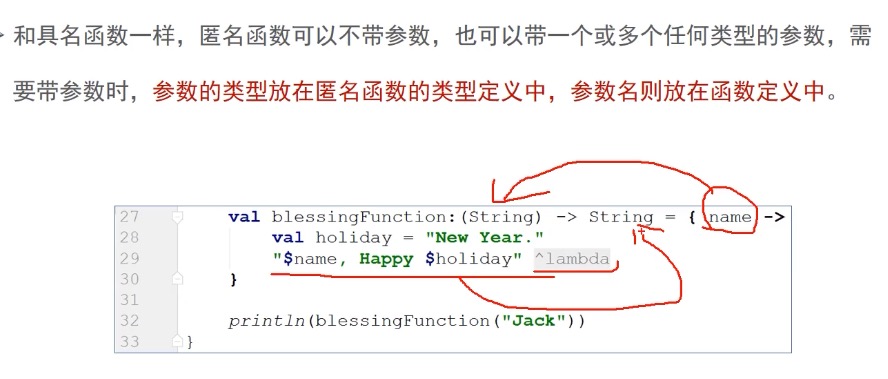 和具名函数一样，匿名函数可以不带参数，也可以带一个或多个任何类型的参数，需
要带参数时，参数的类型放在匿名函数的类型定义中，参数名则放在函数定义中。
27 val blessingFunction:(String) -> String = { name ->
28 val holiday = "New Year."
29 "$name, Happy $holiday" ^lambda
30 }
31
32 println(blessingFunction("Jack"))
33 }